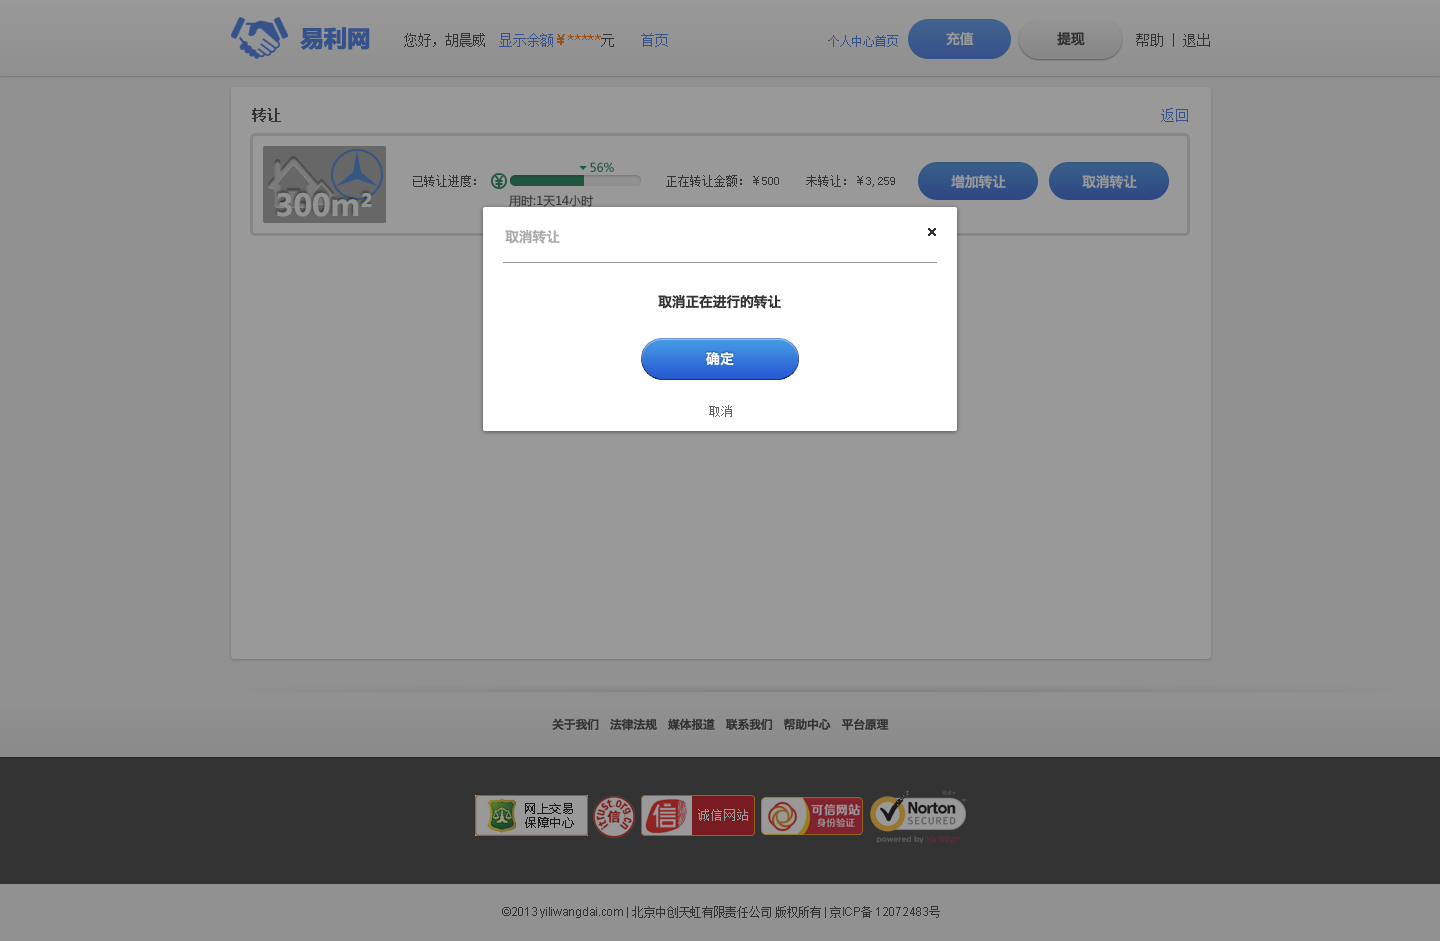 易利网 您好，胡晨威 显示余额¥*****元 首页 个人中心首页 充值 提现 帮助 | 退出
转让 返回
300m²
已转让进度： 56% 正在转让金额：¥500 未转让：¥3,259 增加转让 取消转让
用时:1天14小时
取消转让 ×
取消正在进行的转让
确定
取消
关于我们 法律法规 媒体报道 联系我们 帮助中心 平台原理
网上交易
保障中心
itrust.org.cn
信
信 诚信网站
可信网站
身份验证
Norton
SECURED
powered by VeriSign
©2013 yiliwangdai.com | 北京中创天虹有限责任公司 版权所有 | 京ICP备 12072483号